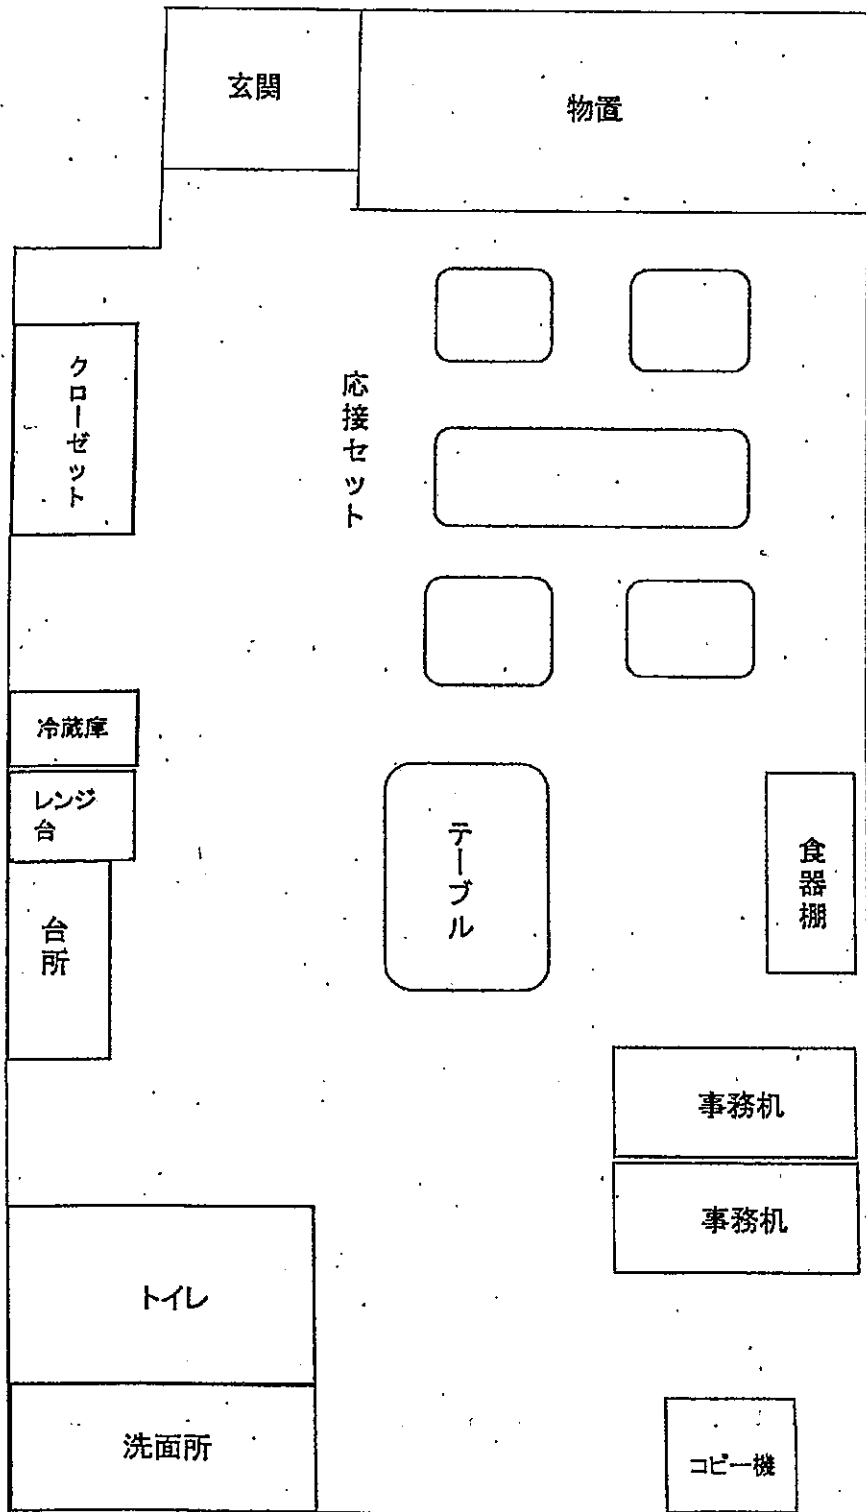 玄関
物置
クローゼット
応接セット
冷蔵庫
レンジ
台
台所
テーブル
食器棚
事務机
事務机
トイレ
洗面所
コピー機